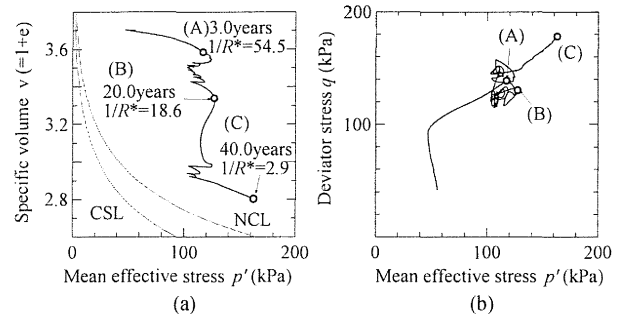 Specific volume v (=1+e)
3.6
3.2
2.8
0
100
200
(A) 3.0years
1/R*=54.5
(B)
20.0years
1/R*=18.6
(C)
40.0years
1/R*=2.9
CSL
NCL
Mean effective stress p′(kPa)
(a)
Deviator stress q (kPa)
200
100
0
100
200
(A)
(C)
(B)
Mean effective stress p′(kPa)
(b)